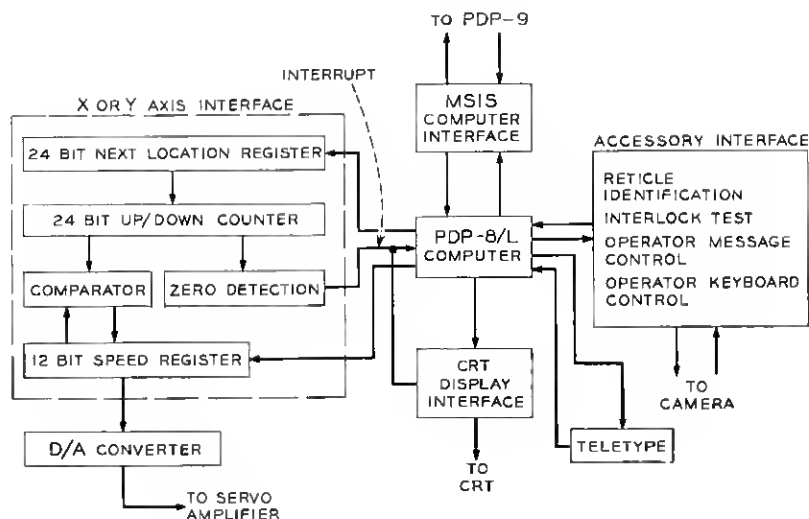 TO PDP-9
INTERRUPT
X OR Y AXIS INTERFACE
MSIS
COMPUTER
INTERFACE
ACCESSORY INTERFACE
24 BIT NEXT LOCATION REGISTER
RETICLE
IDENTIFICATION
INTERLOCK TEST
OPERATOR MESSAGE
CONTROL
OPERATOR KEYBOARD
CONTROL
24 BIT UP/DOWN COUNTER
PDP-8/L
COMPUTER
COMPARATOR
ZERO DETECTION
12 BIT SPEED REGISTER
CRT
DISPLAY
INTERFACE
TO
CAMERA
D/A CONVERTER
TELETYPE
TO
CRT
TO SERVO
AMPLIFIER